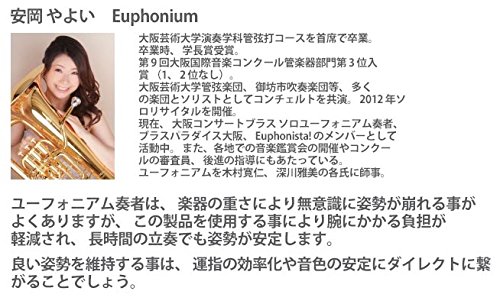 安岡 やよい　Euphonium
大阪芸術大学演奏学科管弦打コースを首席で卒業。
卒業時、学長賞受賞。
第9回大阪国際音楽コンクール管楽器部門第3位入
賞（1、2位なし）。
大阪芸術大学管弦楽団、御坊市吹奏楽団等、多く
の楽団とソリストとしてコンチェルトを共演。2012年ソ
ロリサイタルを開催。
現在、大阪コンサートブラス ソロユーフォニアム奏者、
ブラスパラダイス大阪、Euphonista!のメンバーとして
活動中。また、各地での音楽鑑賞会の開催やコンクー
ルの審査員、後進の指導にもあたっている。
ユーフォニアムを木村寛仁、深川雅美の各氏に師事。
ユーフォーニアム奏者は、楽器の重さにより無意識に姿勢が崩れる事が
よくありますが、この製品を使用する事により腕にかかる負担が
軽減され、長時間の立奏でも姿勢が安定します。
良い姿勢を維持する事は、運指の効率化や音色の安定にダイレクトに繋
がることでしょう。